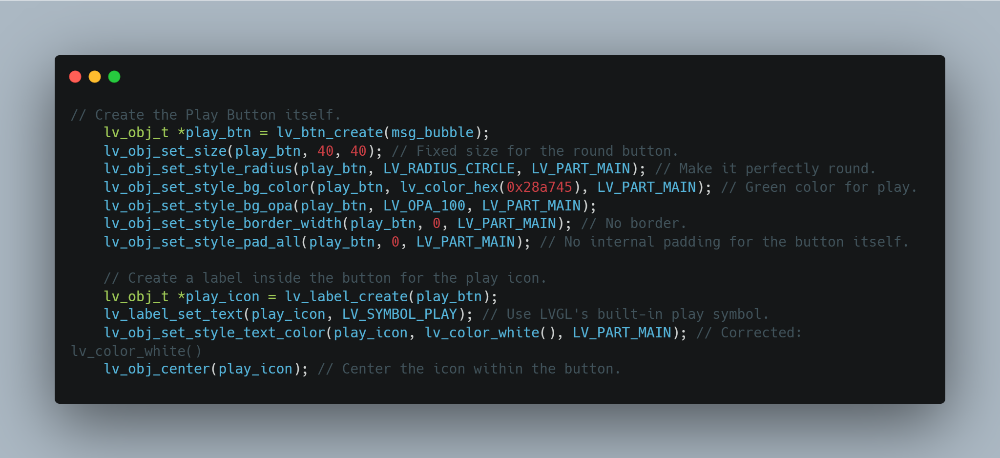 // Create the Play Button itself.
    lv_obj_t *play_btn = lv_btn_create(msg_bubble);
    lv_obj_set_size(play_btn, 40, 40); // Fixed size for the round button.
    lv_obj_set_style_radius(play_btn, LV_RADIUS_CIRCLE, LV_PART_MAIN); // Make it perfectly round.
    lv_obj_set_style_bg_color(play_btn, lv_color_hex(0x28a745), LV_PART_MAIN); // Green color for play.
    lv_obj_set_style_bg_opa(play_btn, LV_OPA_100, LV_PART_MAIN);
    lv_obj_set_style_border_width(play_btn, 0, LV_PART_MAIN); // No border.
    lv_obj_set_style_pad_all(play_btn, 0, LV_PART_MAIN); // No internal padding for the button itself.

    // Create a label inside the button for the play icon.
    lv_obj_t *play_icon = lv_label_create(play_btn);
    lv_label_set_text(play_icon, LV_SYMBOL_PLAY); // Use LVGL's built-in play symbol.
    lv_obj_set_style_text_color(play_icon, lv_color_white(), LV_PART_MAIN); // Corrected:
lv_color_white()
    lv_obj_center(play_icon); // Center the icon within the button.